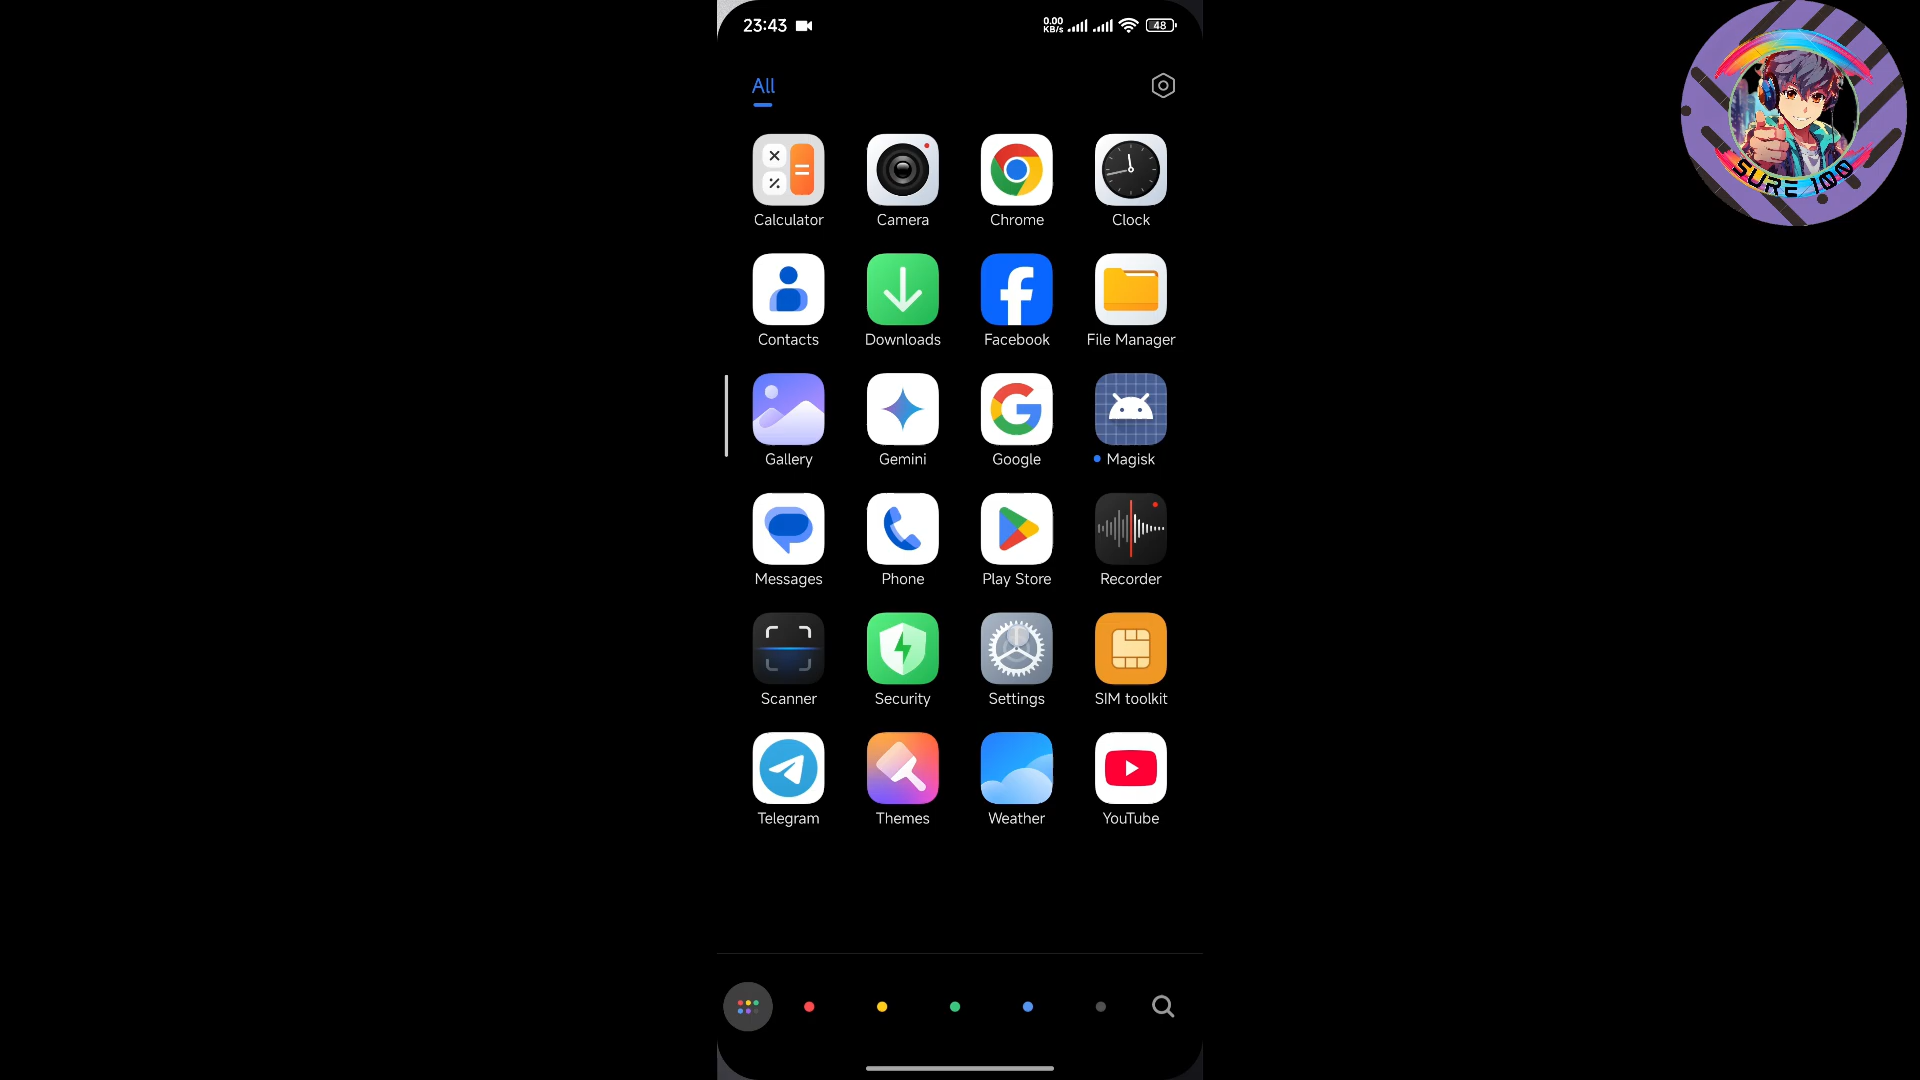 23:43 0.00 KB/s 48
All
Calculator Camera Chrome Clock
Contacts Downloads Facebook File Manager
Gallery Gemini Google Magisk
Messages Phone Play Store Recorder
Scanner Security Settings SIM toolkit
Telegram Themes Weather YouTube
SURE 100